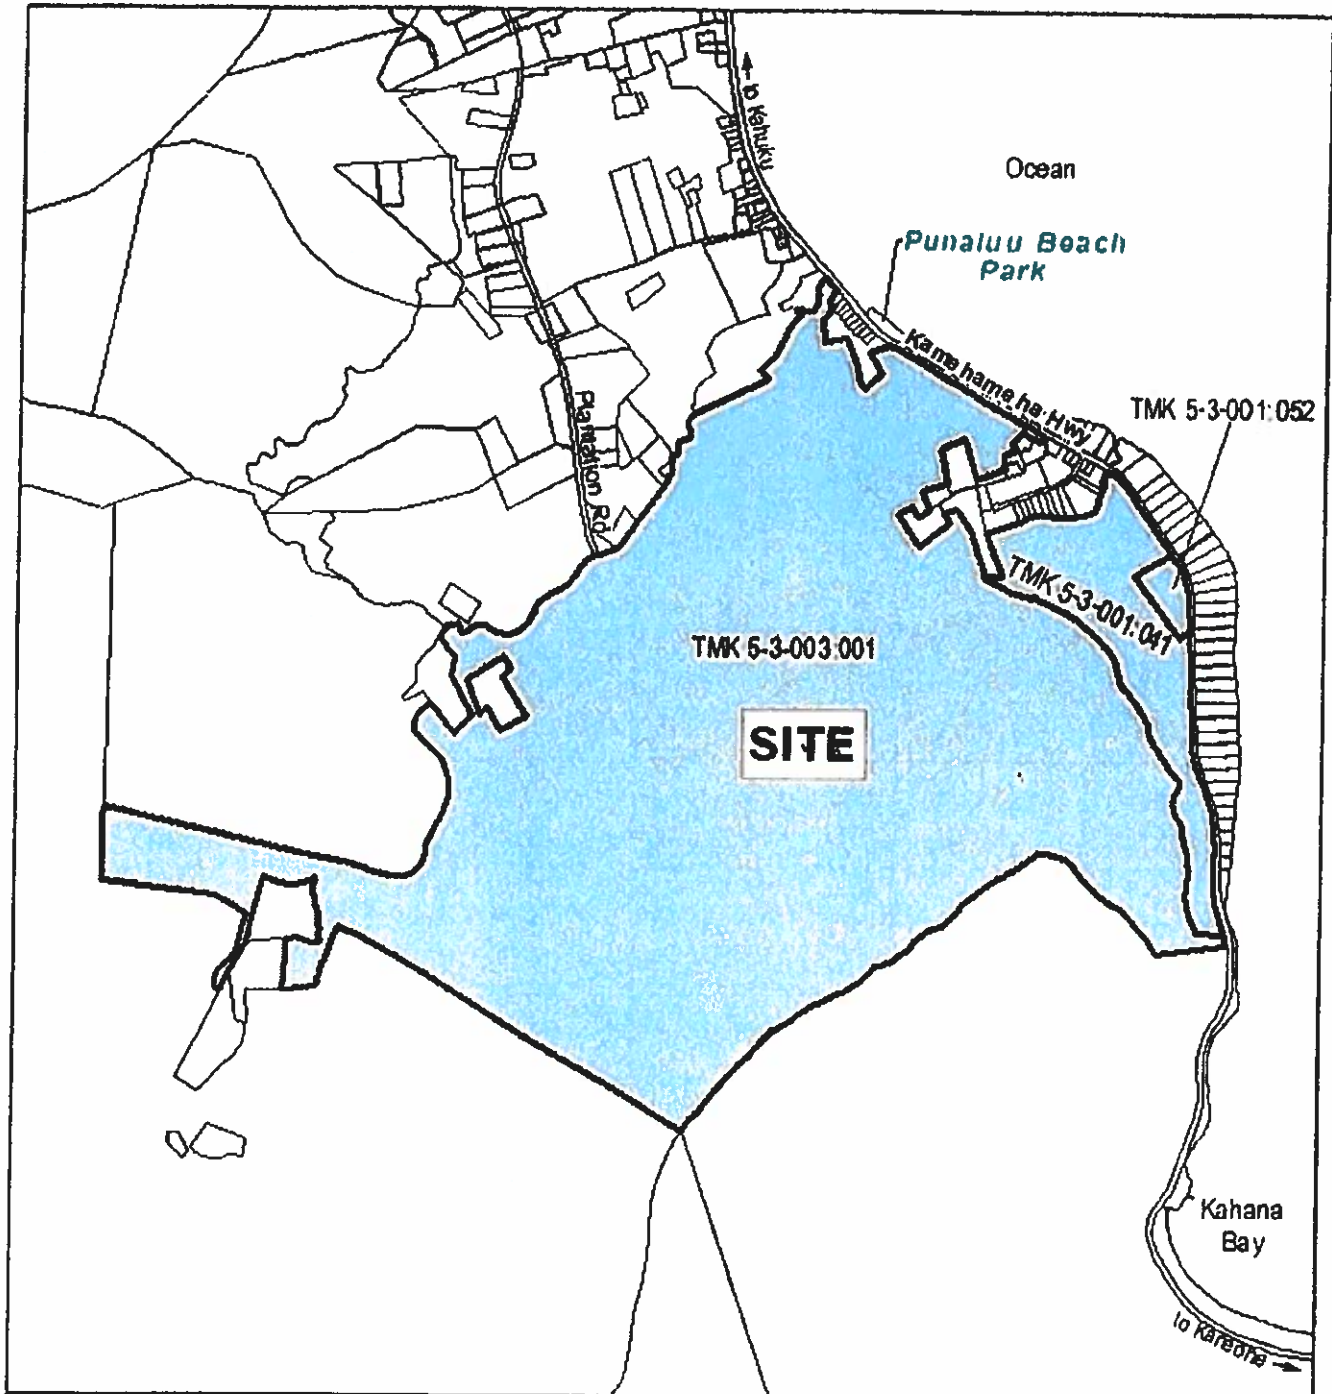 to Kahuku
Ocean
Punaluu Beach
Park
Kamehameha Hwy
TMK 5-3-001:052
Plantation Rd
TMK 5-3-001:041
TMK 5-3-003:001
SITE
Kahana
Bay
to Kaneohe